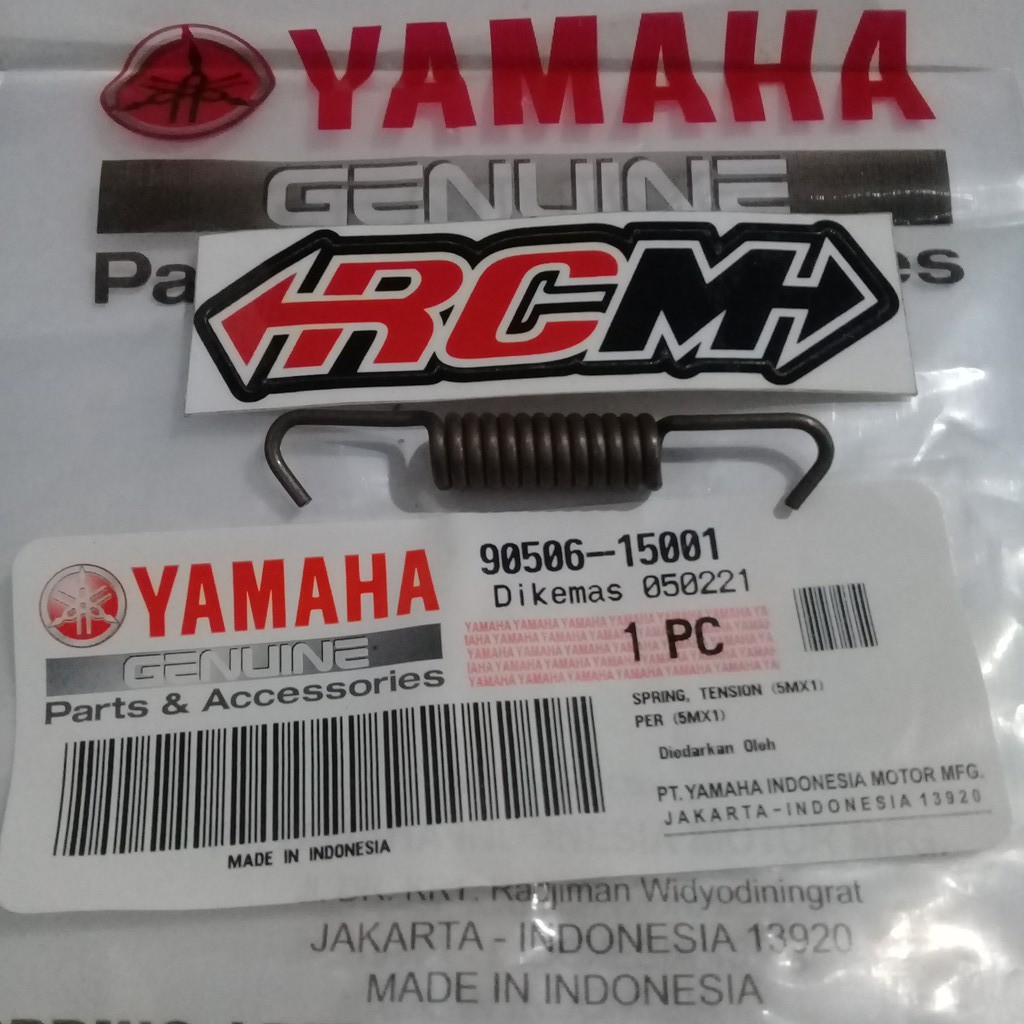 YAMAHA
GENUINE
Pa es
RCM
90506-15001
Dikemas 050221
YAMAHA
GENUINE
Parts & Accessories
1 PC
SPRING, TENSION (5MX1)
PER (5MX1)
Diedarkan Oleh
PT. YAMAHA INDONESIA MOTOR MFG.
JAKARTA-INDONESIA 13920
MADE IN INDONESIA
Widyodiningrat
JAKARTA - INDONESIA 13920
MADE IN INDONESIA